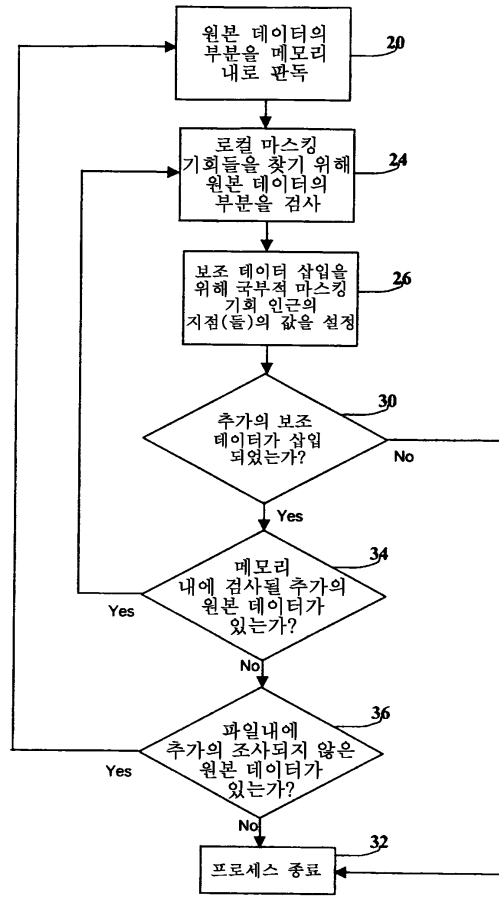 원본 데이터의
부분을 메모리
내로 판독
20
로컬 마스킹
기회들을 찾기 위해
원본 데이터의
부분을 검사
24
보조 데이터 삽입을
위해 국부적 마스킹
기회 인근의
지점(들)의 값을 설정
26
추가의 보조
데이터가 삽입
되었는가?
30
No
Yes
메모리
내에 검사될 추가의
원본 데이터가
있는가?
34
Yes
No
파일내에
추가의 조사되지 않은
원본 데이터가
있는가?
36
Yes
No
프로세스 종료
32